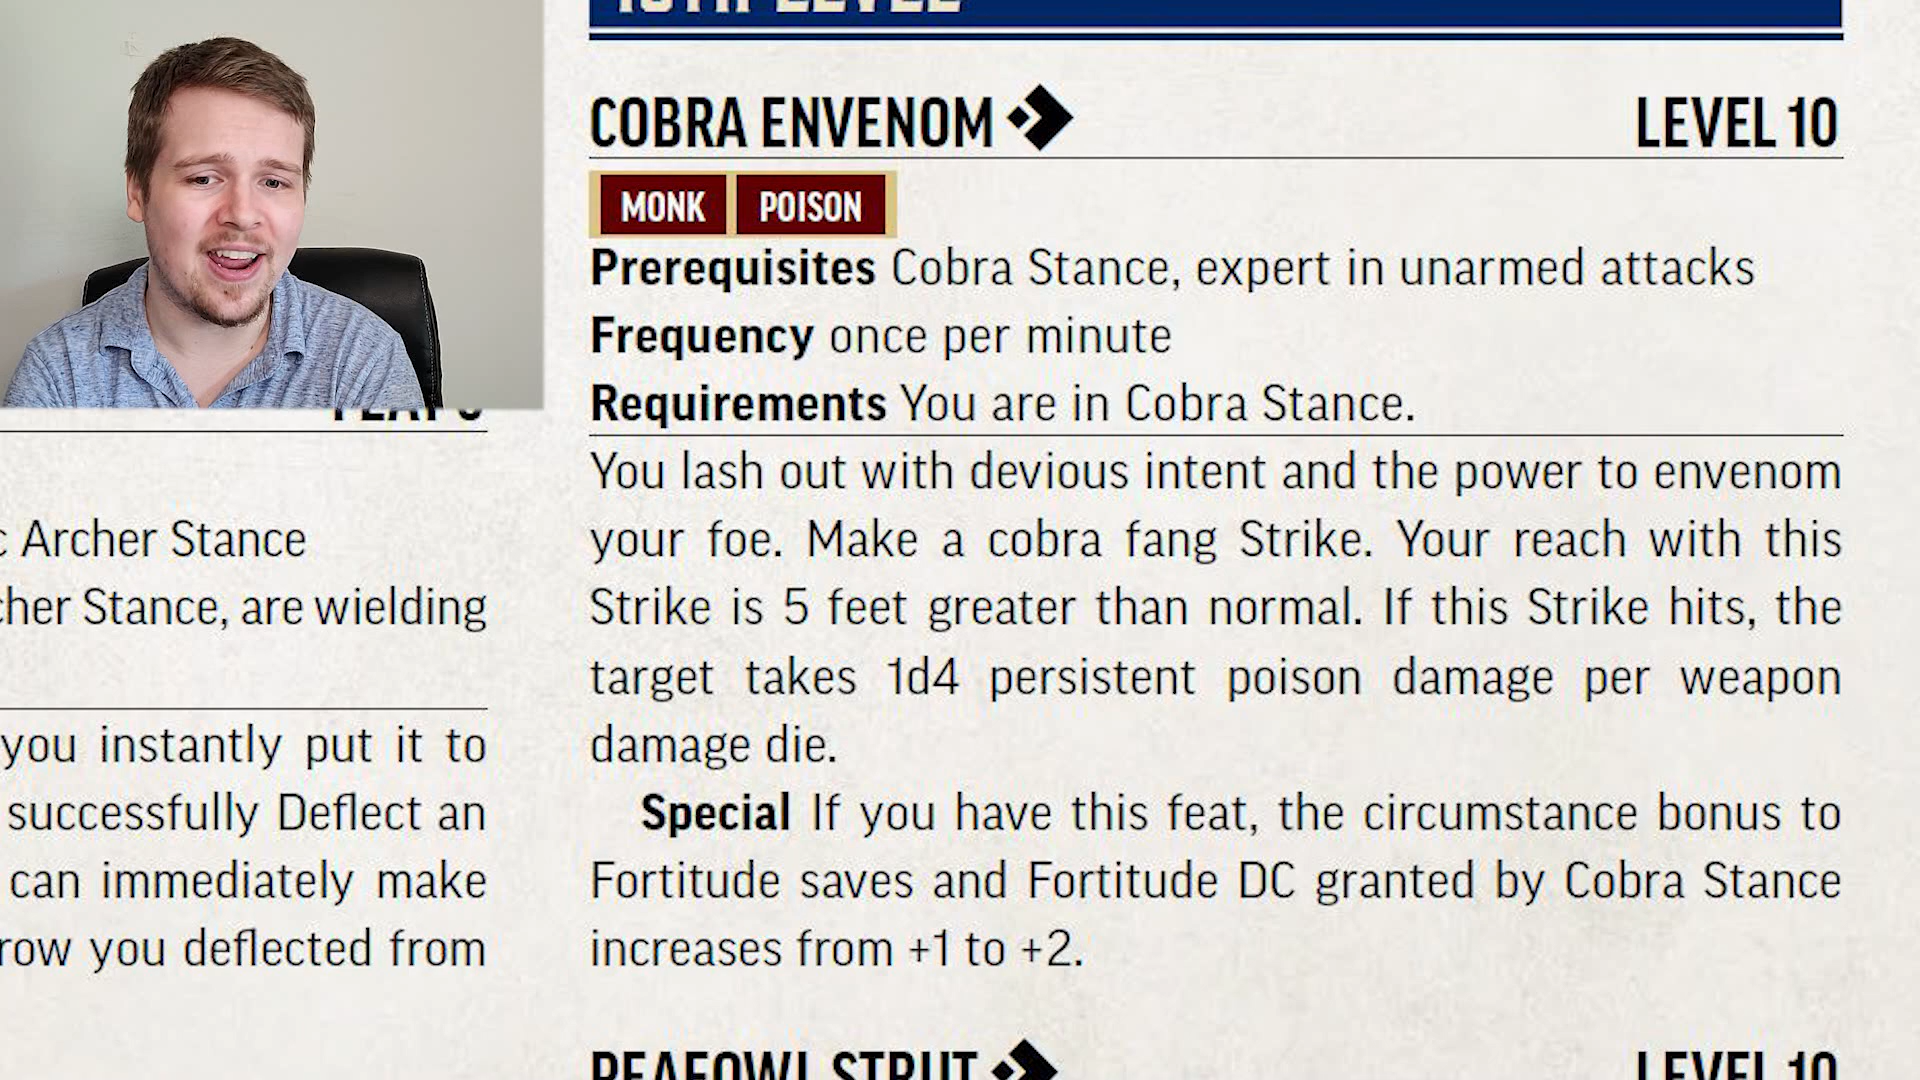 10TH LEVEL
COBRA ENVENOM
LEVEL 10
MONK
POISON
Prerequisites Cobra Stance, expert in unarmed attacks
Frequency once per minute
Requirements You are in Cobra Stance.
You lash out with devious intent and the power to envenom
your foe. Make a cobra fang Strike. Your reach with this
Strike is 5 feet greater than normal. If this Strike hits, the
target takes 1d4 persistent poison damage per weapon
damage die.
Special If you have this feat, the circumstance bonus to
Fortitude saves and Fortitude DC granted by Cobra Stance
increases from +1 to +2.
PEAFOWL STRUT
LEVEL 10
Archer Stance
Stance, are wielding
you instantly put it to
successfully Deflect an
can immediately make
you deflected from